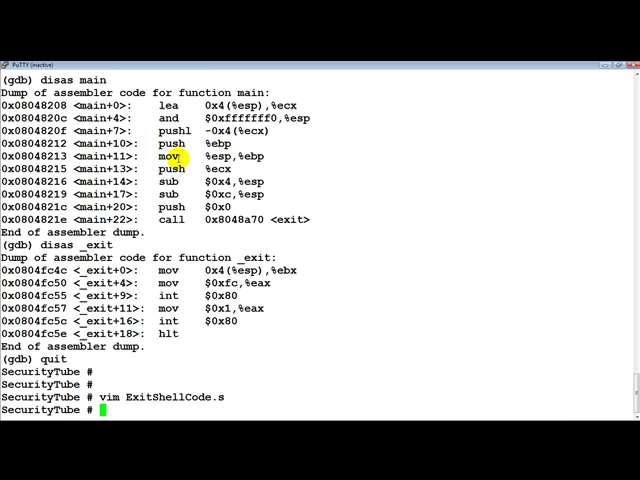 PuTTY (inactive)
(gdb) disas main
Dump of assembler code for function main:
0x08048208 <main+0>: lea 0x4(%esp),%ecx
0x0804820c <main+4>: and $0xfffffff0,%esp
0x0804820f <main+7>: pushl -0x4(%ecx)
0x08048212 <main+10>: push %ebp
0x08048213 <main+11>: mov %esp,%ebp
0x08048215 <main+13>: push %ecx
0x08048216 <main+14>: sub $0x4,%esp
0x08048219 <main+17>: sub $0xc,%esp
0x0804821c <main+20>: push $0x0
0x0804821e <main+22>: call 0x8048a70 <exit>
End of assembler dump.
(gdb) disas _exit
Dump of assembler code for function _exit:
0x0804fc4c <_exit+0>: mov 0x4(%esp),%ebx
0x0804fc50 <_exit+4>: mov $0xfc,%eax
0x0804fc55 <_exit+9>: int $0x80
0x0804fc57 <_exit+11>: mov $0x1,%eax
0x0804fc5c <_exit+16>: int $0x80
0x0804fc5e <_exit+18>: hlt
End of assembler dump.
(gdb) quit
SecurityTube #
SecurityTube #
SecurityTube # vim ExitShellCode.s
SecurityTube #